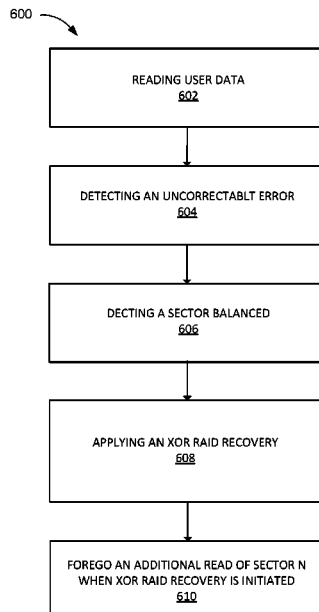 600
READING USER DATA
602
DETECTING AN UNCORRECTABLT ERROR
604
DECTING A SECTOR BALANCED
606
APPLYING AN XOR RAID RECOVERY
608
FOREGO AN ADDITIONAL READ OF SECTOR N
WHEN XOR RAID RECOVERY IS INITIATED
610